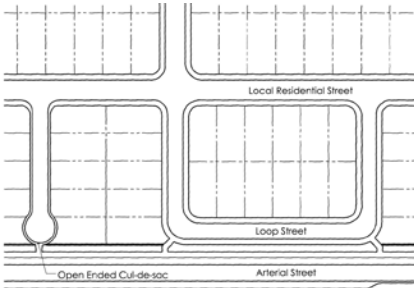 Local Residential Street
Loop Street
Open Ended Cul-de-sac
Arterial Street